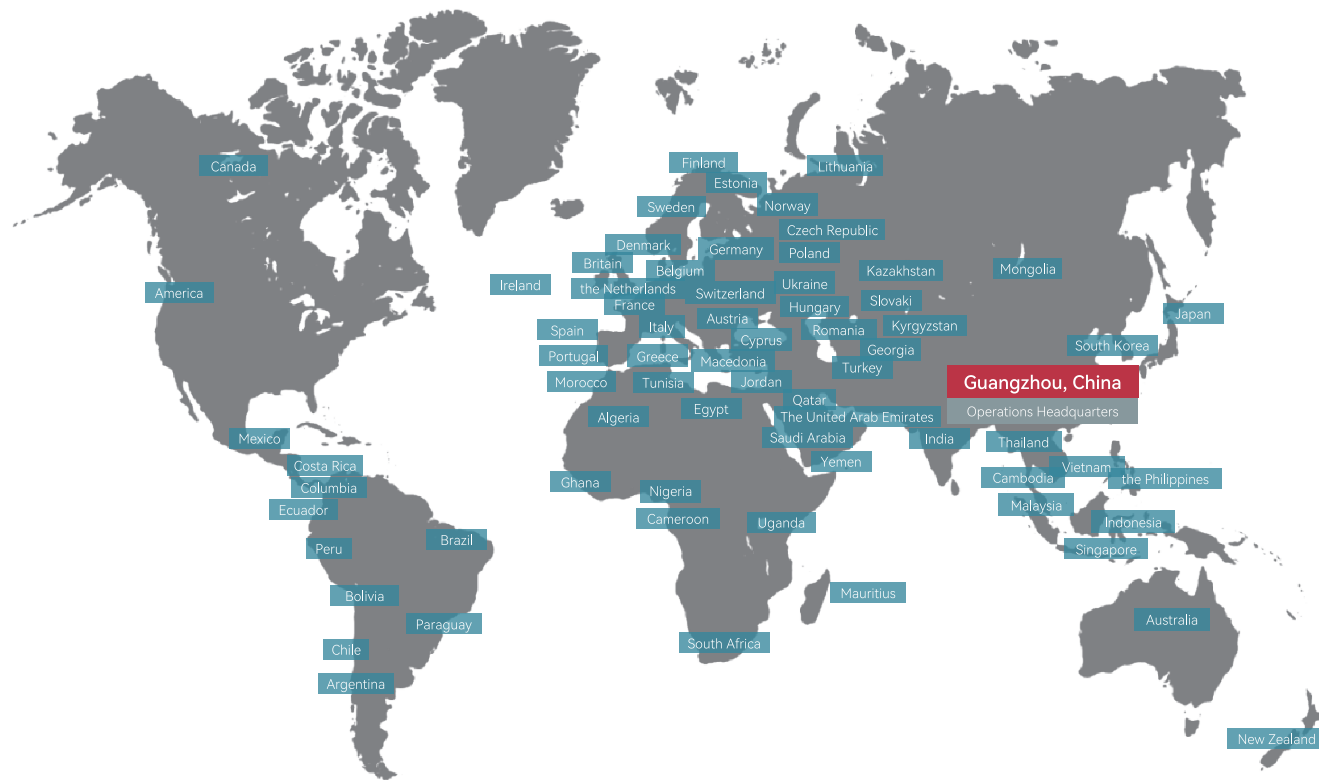 Finland
Lithuania
Canada
Estonia
Sweden
Norway
Czech Republic
Denmark
Germany
Poland
Britain
Belgium
Kazakhstan
Mongolia
Ireland
the Netherlands
Ukraine
America
Switzerland
France
Hungary
Slovaki
Japan
Austria
Spain
Italy
Romania
Kyrgyzstan
Cyprus
South Korea
Portugal
Greece
Macedonia
Georgia
Turkey
Morocco
Tunisia
Jordan
Guangzhou, China
Operations Headquarters
Qatar
Algeria
Egypt
The United Arab Emirates
Mexico
Saudi Arabia
India
Thailand
Costa Rica
Yemen
Vietnam
Columbia
Ghana
Nigeria
Cambodia
the Philippines
Ecuador
Malaysia
Cameroon
Uganda
Indonesia
Peru
Brazil
Singapore
Bolivia
Mauritius
Paraguay
Australia
Chile
South Africa
Argentina
New Zealand